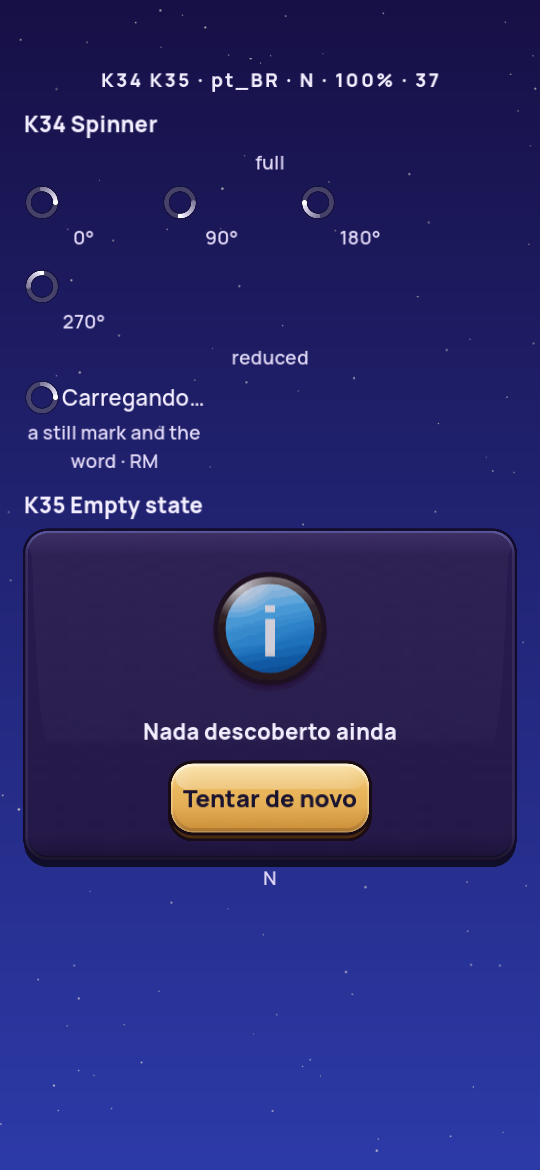 K34 K35 · pt_BR · N · 100% · 37
K34 Spinner
full
0° 90° 180°
270°
reduced
Carregando…
a still mark and the
word · RM
K35 Empty state
i
Nada descoberto ainda
Tentar de novo
N